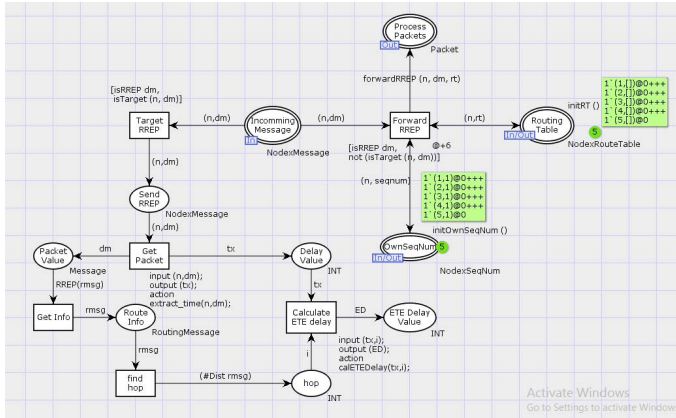 Process
Packets
Out
Packet
forwardRREP (n, dm, rt)
[isRREP dm,
isTarget (n, dm)]
Target
RREP
(n,dm)
Incomming
Message
In
NodexMessage
(n,dm)
Forward
RREP
@+6
[isRREP dm,
not (isTarget (n, dm))]
(n,rt)
Routing
Table
In/Out
initRT ()
5
NodexRouteTable
1`(1,[])@0+++
1`(2,[])@0+++
1`(3,[])@0+++
1`(4,[])@0+++
1`(5,[])@0
(n,dm)
Send
RREP
NodexMessage
(n,dm)
(n, seqnum)
1`(1,1)@0+++
1`(2,1)@0+++
1`(3,1)@0+++
1`(4,1)@0+++
1`(5,1)@0
initOwnSeqNum ()
OwnSeqNum
5
In/Out
NodexSeqNum
Packet
Value
Message
dm
Get
Packet
input (n,dm);
output (tx);
action
extract_time(n,dm);
tx
Delay
Value
INT
tx
RREP(rmsg)
Get Info
rmsg
Route
Info
RoutingMessage
rmsg
Calculate
ETE delay
input (tx,i);
output (ED);
action
calETEDelay(tx,i);
ED
ETE Delay
Value
INT
i
find
hop
(#Dist rmsg)
hop
INT
Activate Windows
Go to Settings to activate Windows